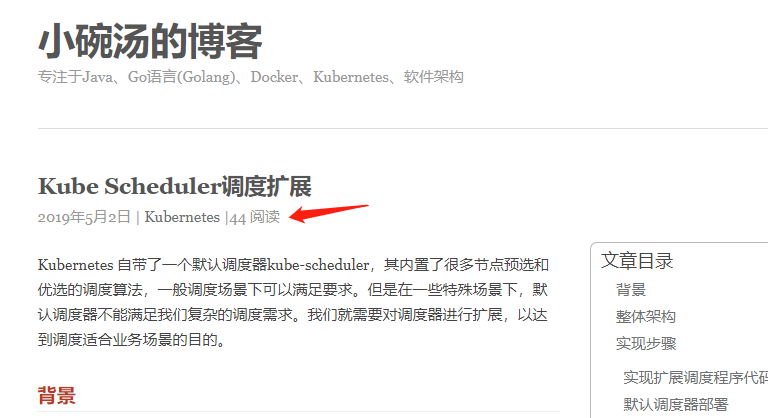 小碗汤的博客
专注于Java、Go语言(Golang)、Docker、Kubernetes、软件架构
Kube Scheduler调度扩展
2019年5月2日 | Kubernetes |44 阅读
Kubernetes 自带了一个默认调度器kube-scheduler，其内置了很多节点预选和
优选的调度算法，一般调度场景下可以满足要求。但是在一些特殊场景下，默
认调度器不能满足我们复杂的调度需求。我们就需要对调度器进行扩展，以达
到调度适合业务场景的目的。
背景
文章目录
背景
整体架构
实现步骤
实现扩展调度程序代码
默认调度器部署